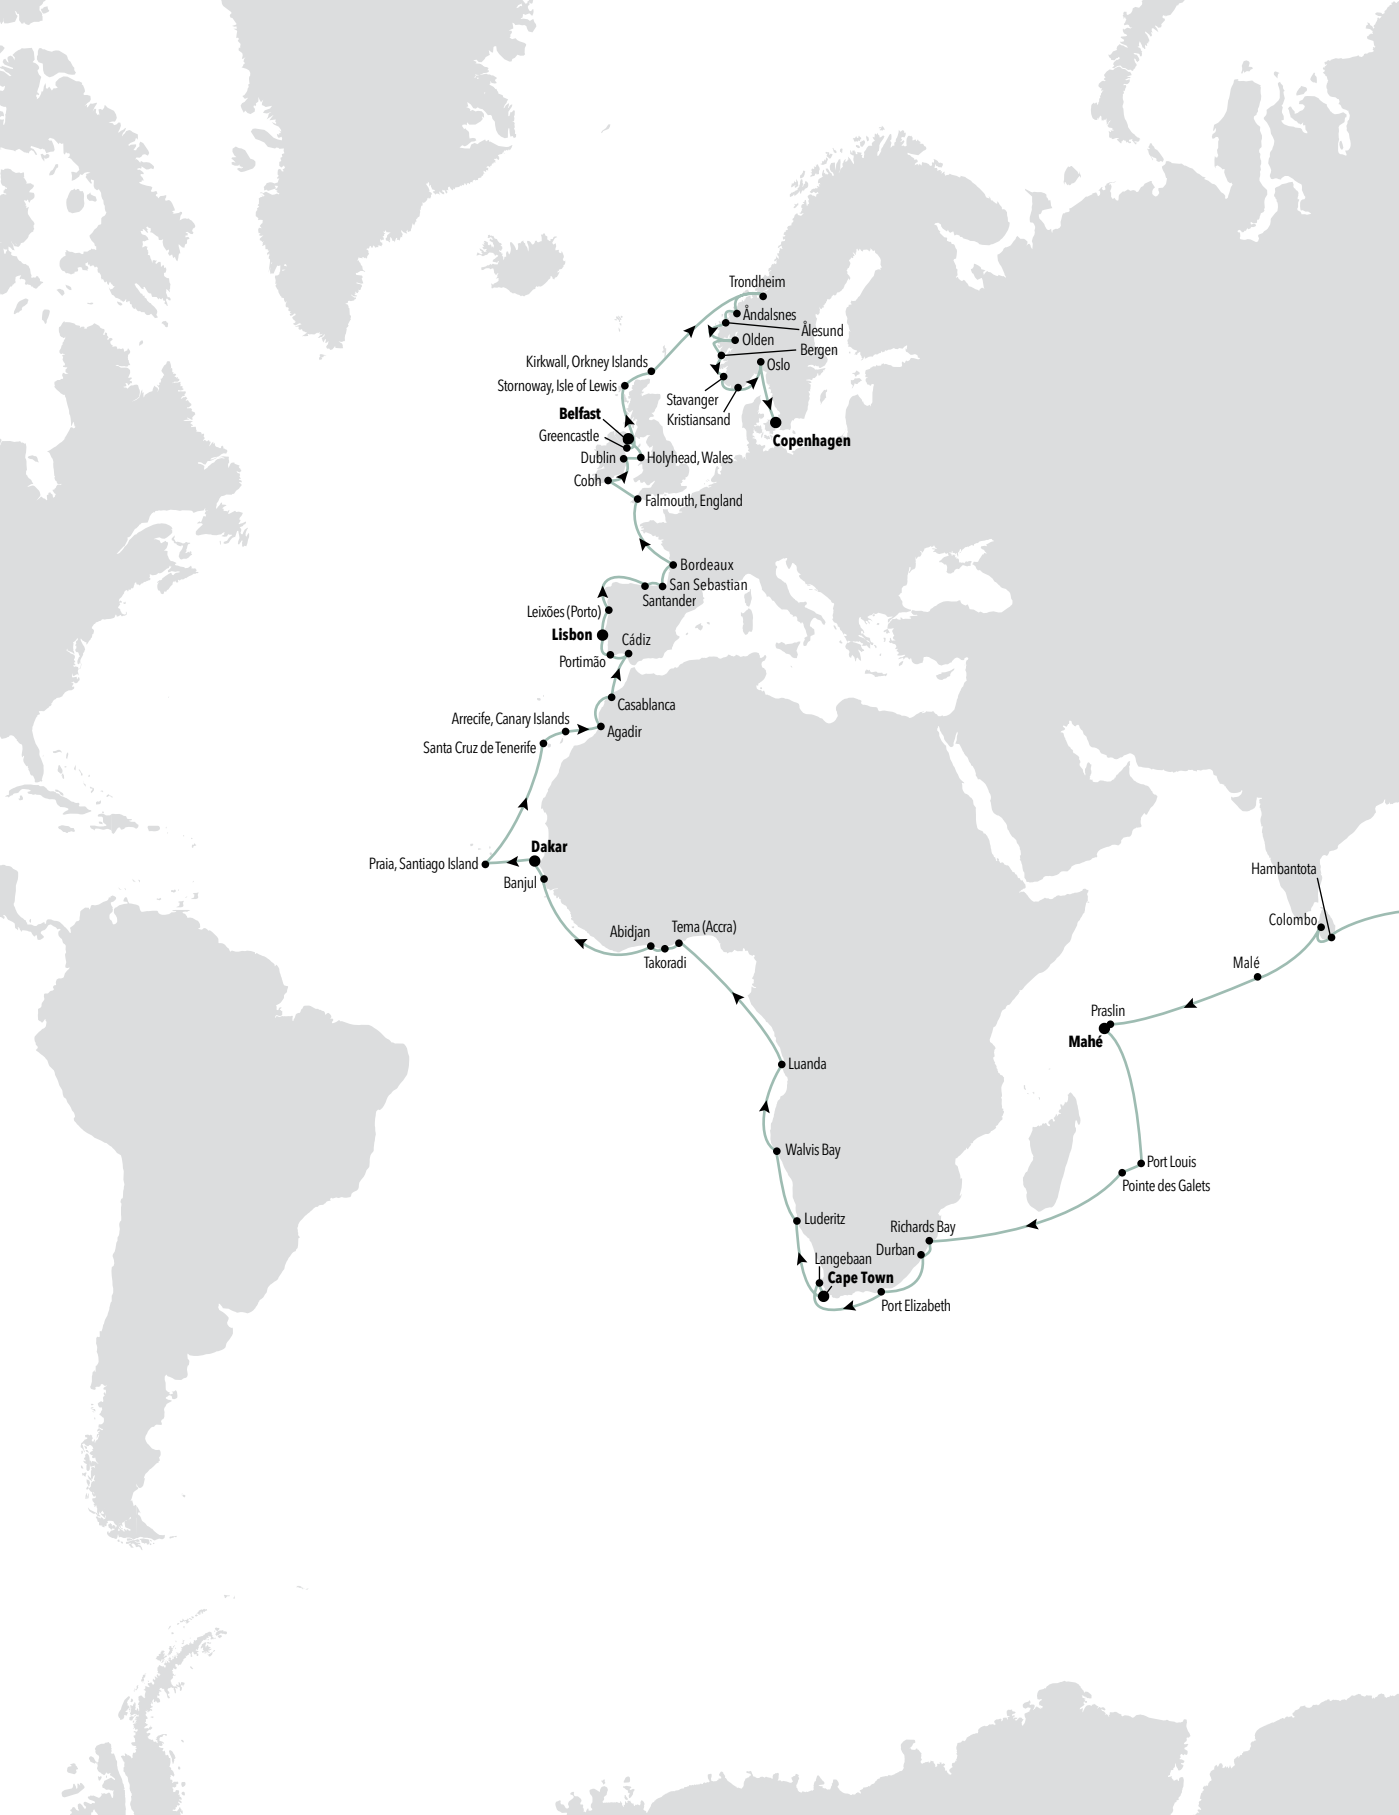 Trondheim
Åndalsnes
Ålesund
Olden
Bergen
Oslo
Kirkwall, Orkney Islands
Stornoway, Isle of Lewis
Stavanger
Kristiansand
Belfast
Copenhagen
Greencastle
Dublin
Holyhead, Wales
Cobh
Falmouth, England
Bordeaux
San Sebastian
Santander
Leixões (Porto)
Lisbon
Cádiz
Portimão
Casablanca
Arrecife, Canary Islands
Agadir
Santa Cruz de Tenerife
Dakar
Praia, Santiago Island
Banjul
Hambantota
Colombo
Abidjan
Tema (Accra)
Takoradi
Malé
Praslin
Mahé
Luanda
Walvis Bay
Port Louis
Pointe des Galets
Luderitz
Richards Bay
Durban
Langebaan
Cape Town
Port Elizabeth